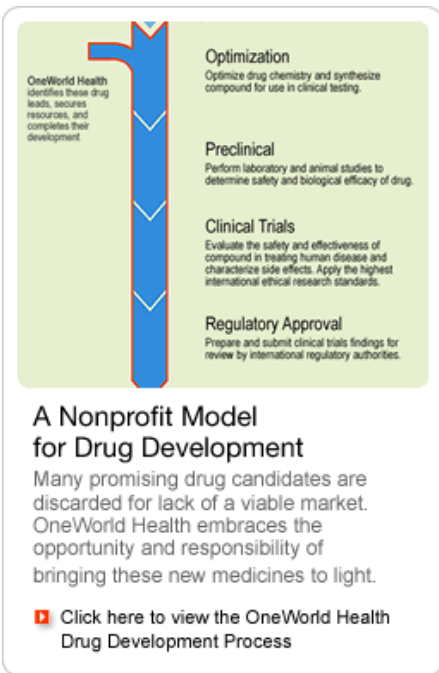 Optimization
Optimize drug chemistry and synthesize
compound for use in clinical testing.
OneWorld Health
identifies these drug
leads, secures
resources, and
completes their
development
Preclinical
Perform laboratory and animal studies to
determine safety and biological efficacy of drug.
Clinical Trials
Evaluate the safety and effectiveness of
compound in treating human disease and
characterize side effects. Apply the highest
international ethical research standards.
Regulatory Approval
Prepare and submit clinical trials findings for
review by international regulatory authorities.
A Nonprofit Model
for Drug Development
Many promising drug candidates are
discarded for lack of a viable market.
OneWorld Health embraces the
opportunity and responsibility of
bringing these new medicines to light.
Click here to view the OneWorld Health
Drug Development Process